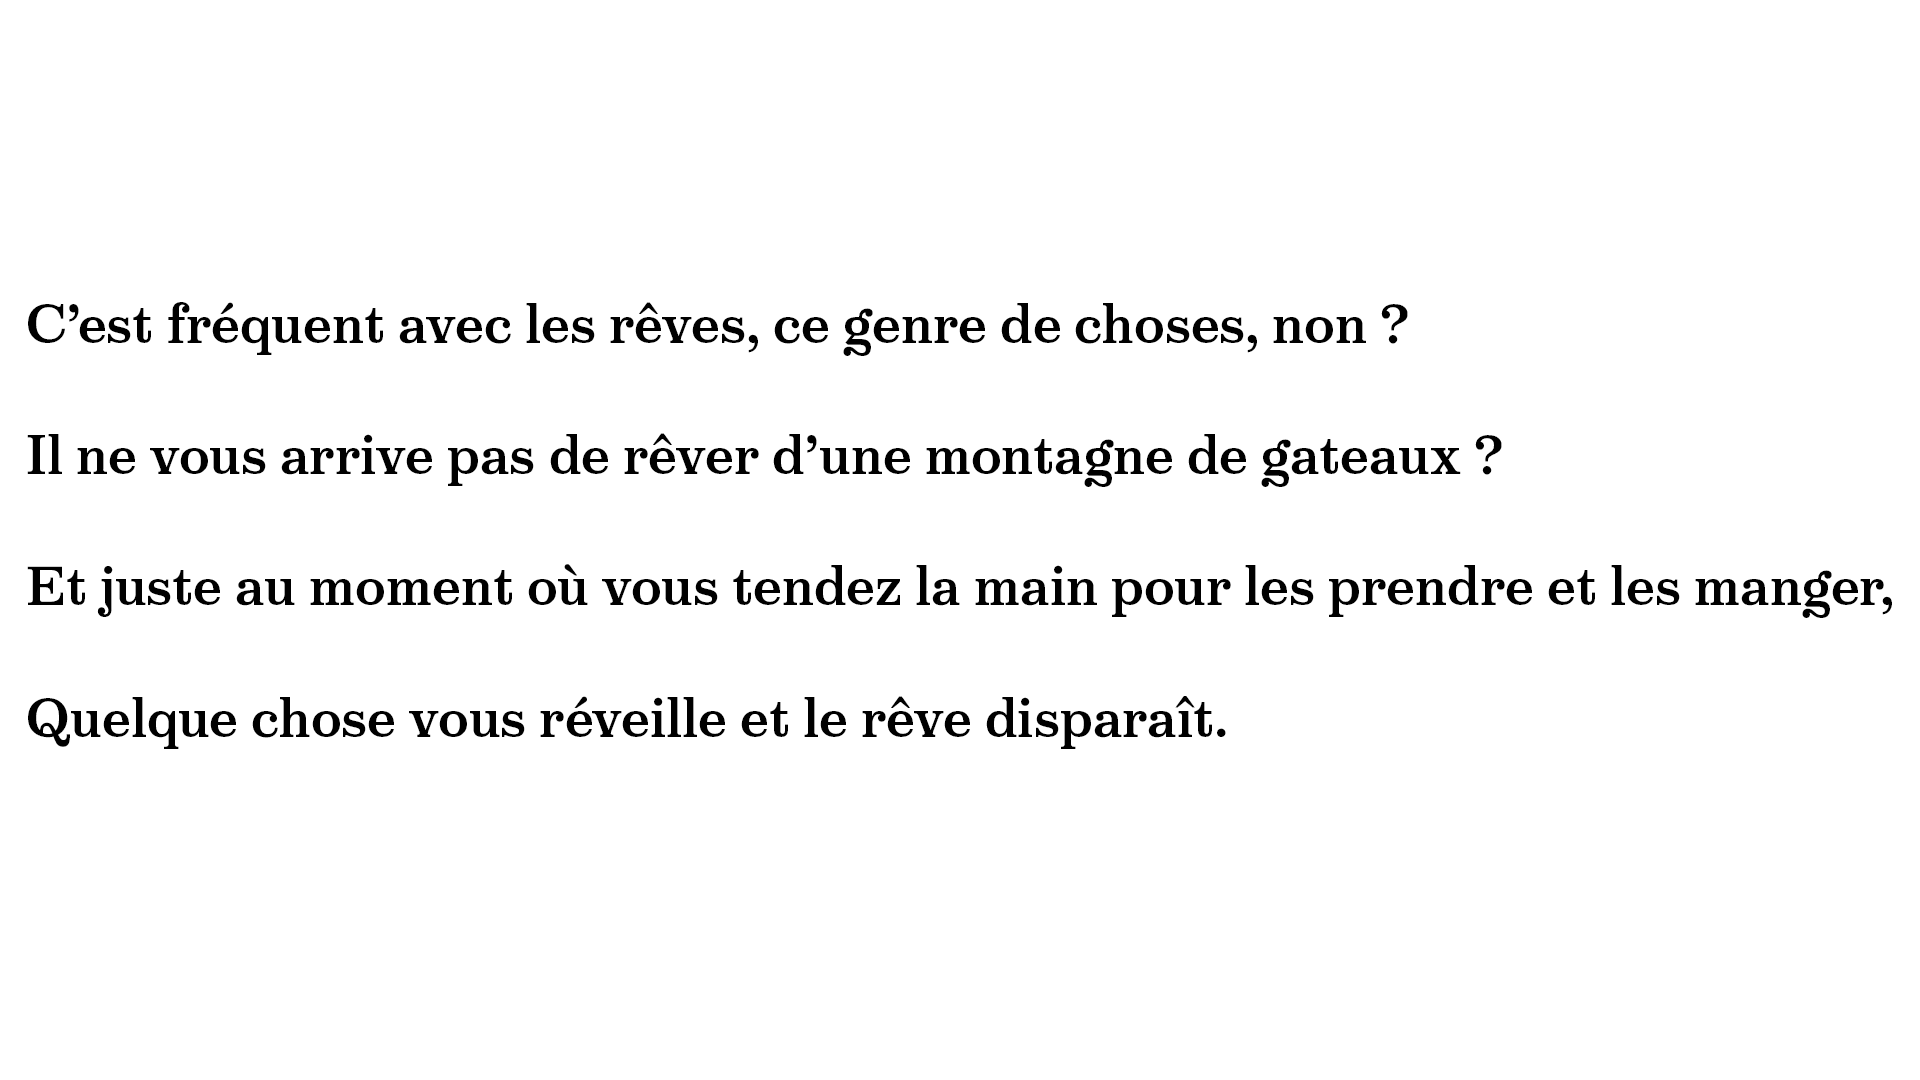 C’est fréquent avec les rêves, ce genre de choses, non ?
Il ne vous arrive pas de rêver d’une montagne de gateaux ?
Et juste au moment où vous tendez la main pour les prendre et les manger,
Quelque chose vous réveille et le rêve disparaît.